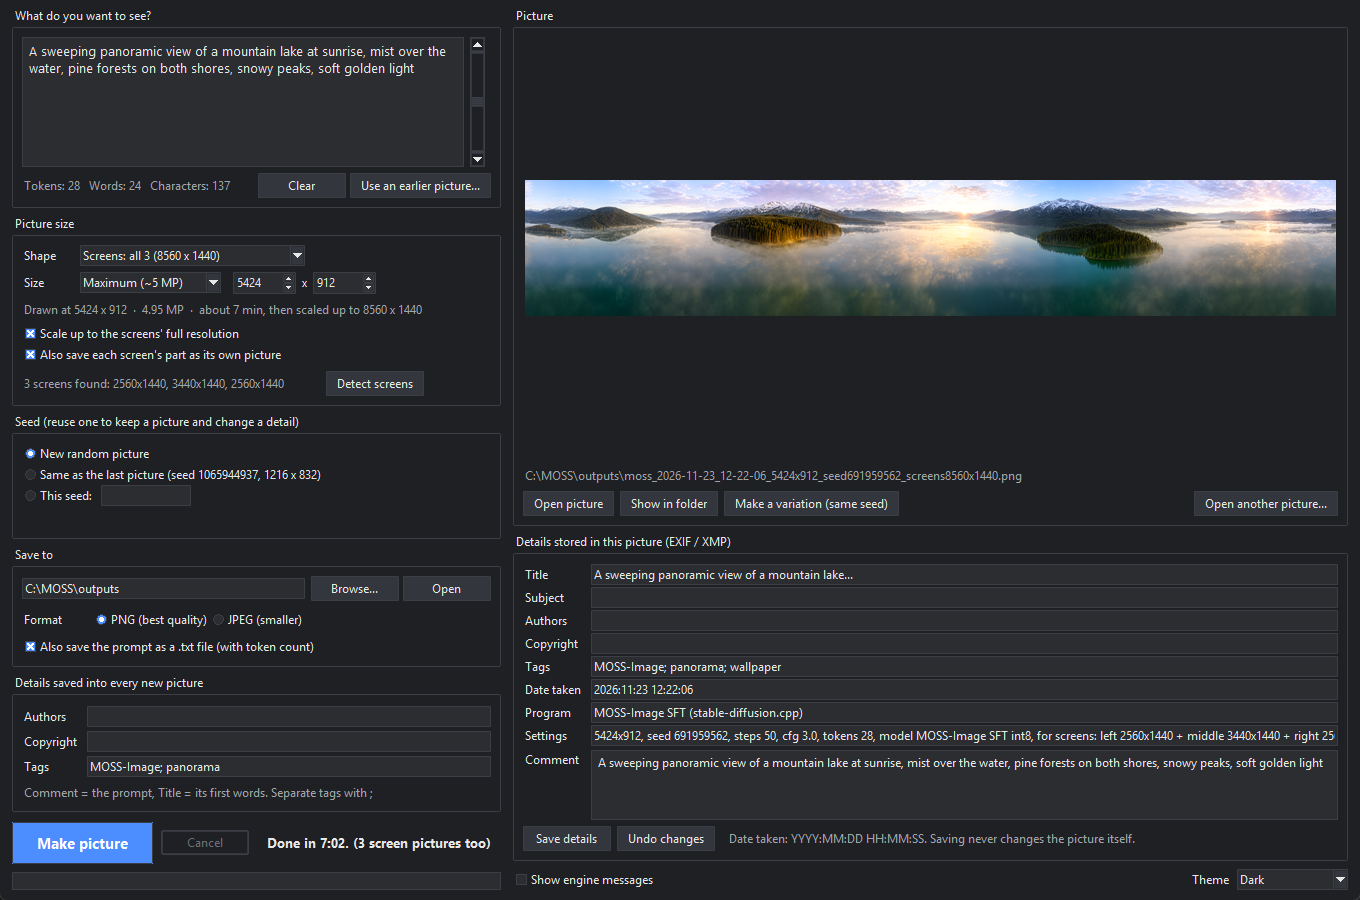 What do you want to see?
A sweeping panoramic view of a mountain lake at sunrise, mist over the
water, pine forests on both shores, snowy peaks, soft golden light
Tokens: 28 Words: 24 Characters: 137
Clear
Use an earlier picture...
Picture size
Shape
Screens: all 3 (8560 x 1440)
Size
Maximum (~5 MP)
5424
x
912
Drawn at 5424 x 912 · 4.95 MP · about 7 min, then scaled up to 8560 x 1440
Scale up to the screens' full resolution
Also save each screen's part as its own picture
3 screens found: 2560x1440, 3440x1440, 2560x1440
Detect screens
Seed (reuse one to keep a picture and change a detail)
New random picture
Same as the last picture (seed 1065944937, 1216 x 832)
This seed:
Save to
C:\MOSS\outputs
Browse...
Open
Format
PNG (best quality)
JPEG (smaller)
Also save the prompt as a .txt file (with token count)
Details saved into every new picture
Authors
Copyright
Tags
MOSS-Image; panorama
Comment = the prompt, Title = its first words. Separate tags with ;
Make picture
Cancel
Done in 7:02. (3 screen pictures too)
Picture
C:\MOSS\outputs\moss_2026-11-23_12-22-06_5424x912_seed691959562_screens8560x1440.png
Open picture
Show in folder
Make a variation (same seed)
Open another picture...
Details stored in this picture (EXIF / XMP)
Title
A sweeping panoramic view of a mountain lake...
Subject
Authors
Copyright
Tags
MOSS-Image; panorama; wallpaper
Date taken
2026:11:23 12:22:06
Program
MOSS-Image SFT (stable-diffusion.cpp)
Settings
5424x912, seed 691959562, steps 50, cfg 3.0, tokens 28, model MOSS-Image SFT int8, for screens: left 2560x1440 + middle 3440x1440 + right 25
Comment
A sweeping panoramic view of a mountain lake at sunrise, mist over the water, pine forests on both shores, snowy peaks, soft golden light
Save details
Undo changes
Date taken: YYYY:MM:DD HH:MM:SS. Saving never changes the picture itself.
Show engine messages
Theme
Dark